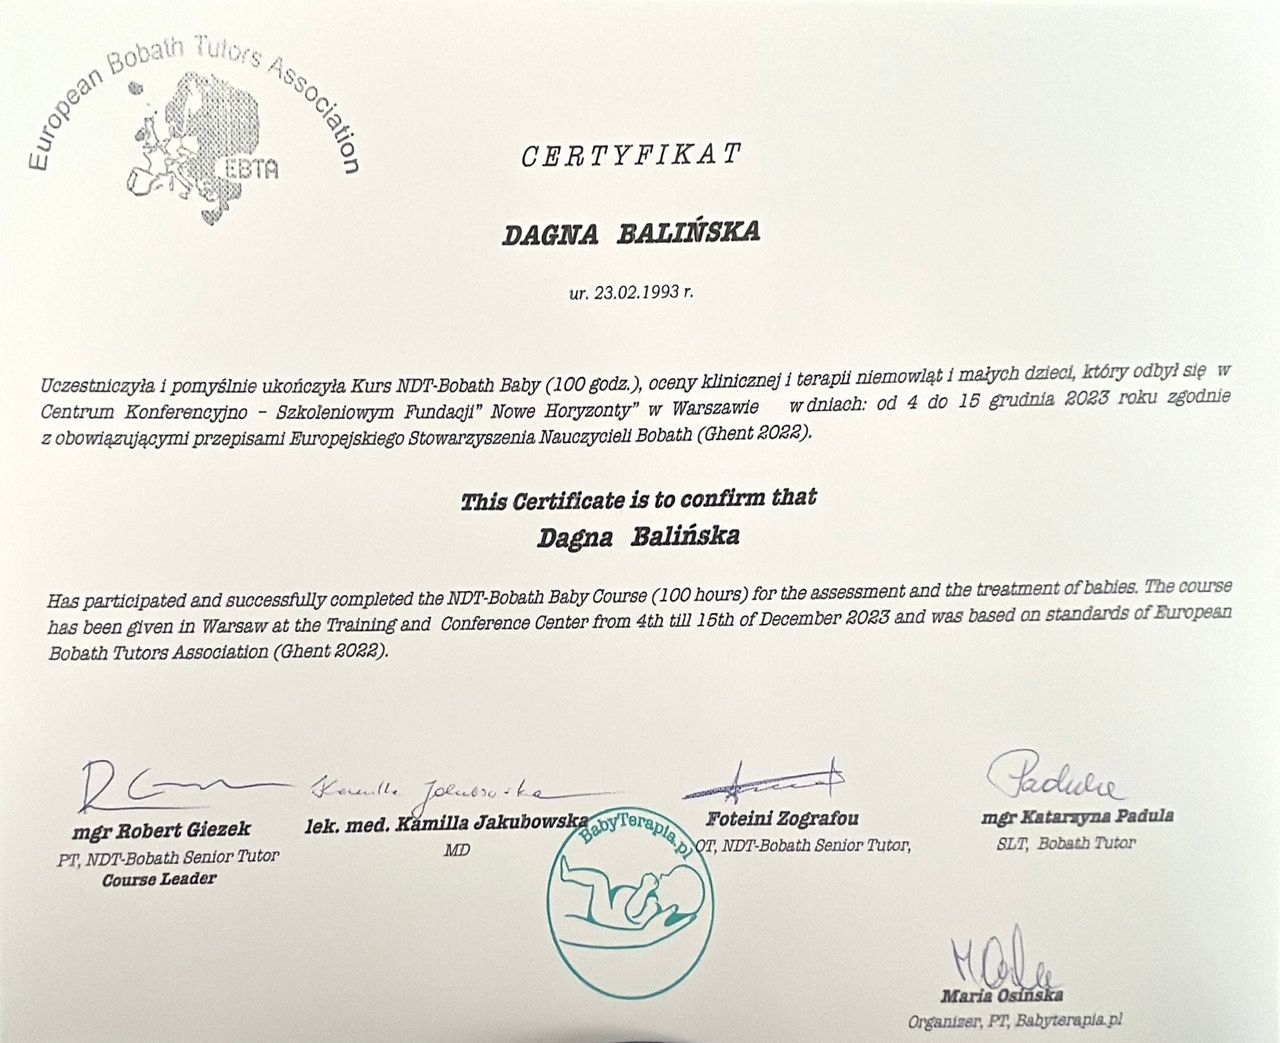 European Bobath Tutors Association
EBTA
CERTYFIKAT
DAGNA BALIŃSKA
ur. 23.02.1993 r.
Uczestniczyła i pomyślnie ukończyła Kurs NDT-Bobath Baby (100 godz.), oceny klinicznej i terapii niemowląt i małych dzieci, który odbył się w
Centrum Konferencyjno – Szkoleniowym Fundacji" Nowe Horyzonty" w Warszawie w dniach: od 4 do 15 grudnia 2023 roku zgodnie
z obowiązującymi przepisami Europejskiego Stowarzyszenia Nauczycieli Bobath (Ghent 2022).
This Certificate is to confirm that
Dagna Balińska
Has participated and successfully completed the NDT-Bobath Baby Course (100 hours) for the assessment and the treatment of babies. The course
has been given in Warsaw at the Training and Conference Center from 4th till 15th of December 2023 and was based on standards of European
Bobath Tutors Association (Ghent 2022).
Kamilla Jakubowska
Padula
mgr Robert Giezek
PT, NDT-Bobath Senior Tutor
Course Leader
lek. med. Kamilla Jakubowska
MD
BabyTerapia.pl
Foteini Zografou
OT, NDT-Bobath Senior Tutor,
mgr Katarzyna Padula
SLT, Bobath Tutor
Maria Osińska
Organizer, PT, Babyterapia.pl